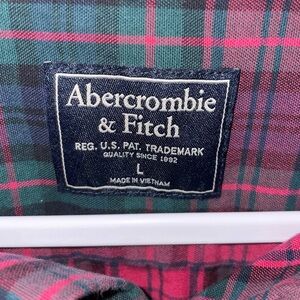 Abercrombie
& Fitch
REG. U.S. PAT. TRADEMARK
QUALITY SINCE 1892
L
MADE IN VIETNAM